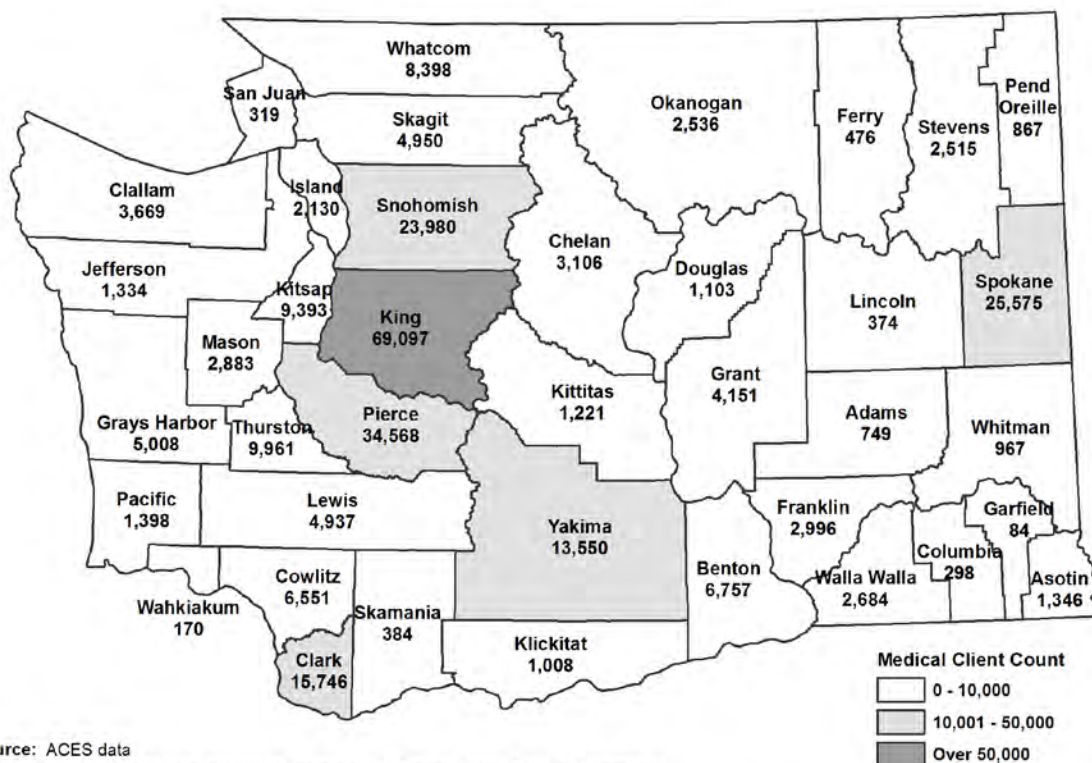 Whatcom
8,398
San Juan
319
Skagit
4,950
Okanogan
2,536
Ferry
476
Stevens
2,515
Pend
Oreille
867
Clallam
3,669
Island
2,130
Snohomish
23,980
Chelan
3,106
Douglas
1,103
Spokane
25,575
Jefferson
1,334
Kitsap
9,393
King
69,097
Lincoln
374
Mason
2,883
Grant
4,151
Kittitas
1,221
Grays Harbor
5,008
Thurston
9,961
Pierce
34,568
Adams
749
Whitman
967
Pacific
1,398
Lewis
4,937
Yakima
13,550
Franklin
2,996
Garfield
84
Benton
6,757
Columbia
298
Walla Walla
2,684
Asotin
1,346
Wahkiakum
170
Cowlitz
6,551
Skamania
384
Klickitat
1,008
Clark
15,746
Medical Client Count
0 - 10,000
10,001 - 50,000
Over 50,000
urce: ACES data